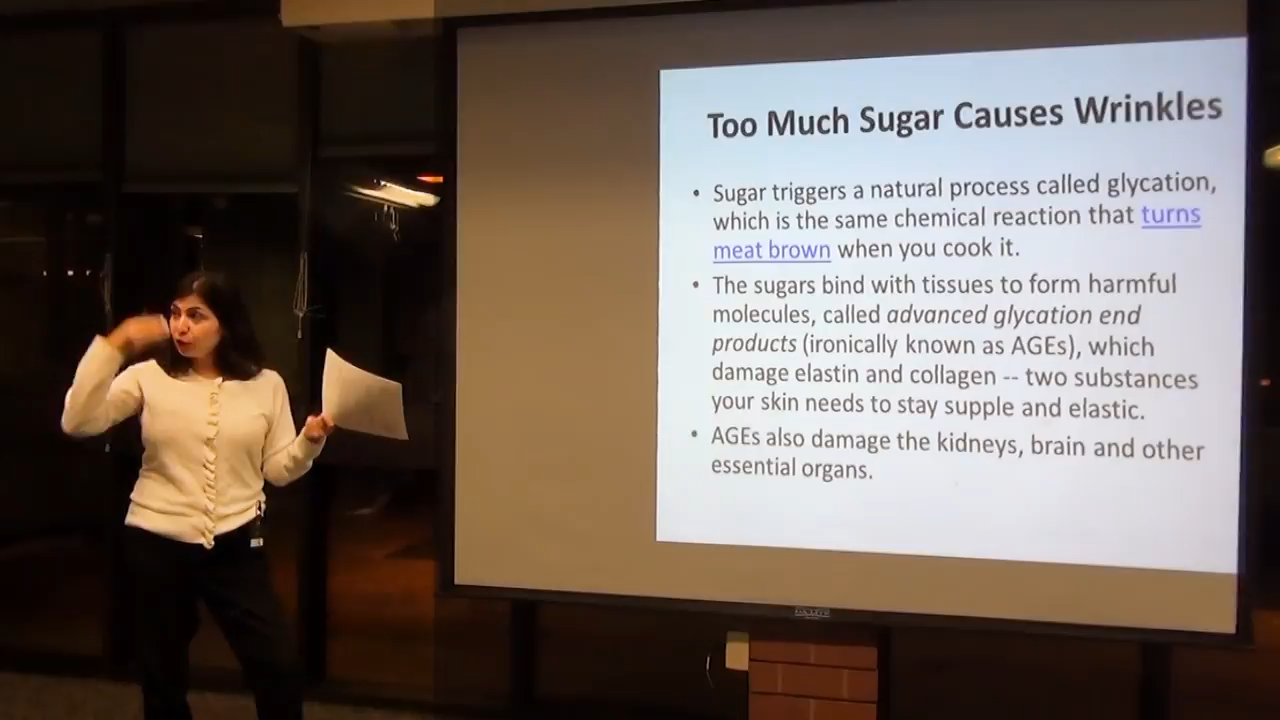 Too Much Sugar Causes Wrinkles
• Sugar triggers a natural process called glycation,
which is the same chemical reaction that turns
meat brown when you cook it.
• The sugars bind with tissues to form harmful
molecules, called advanced glycation end
products (ironically known as AGEs), which
damage elastin and collagen -- two substances
your skin needs to stay supple and elastic.
• AGEs also damage the kidneys, brain and other
essential organs.